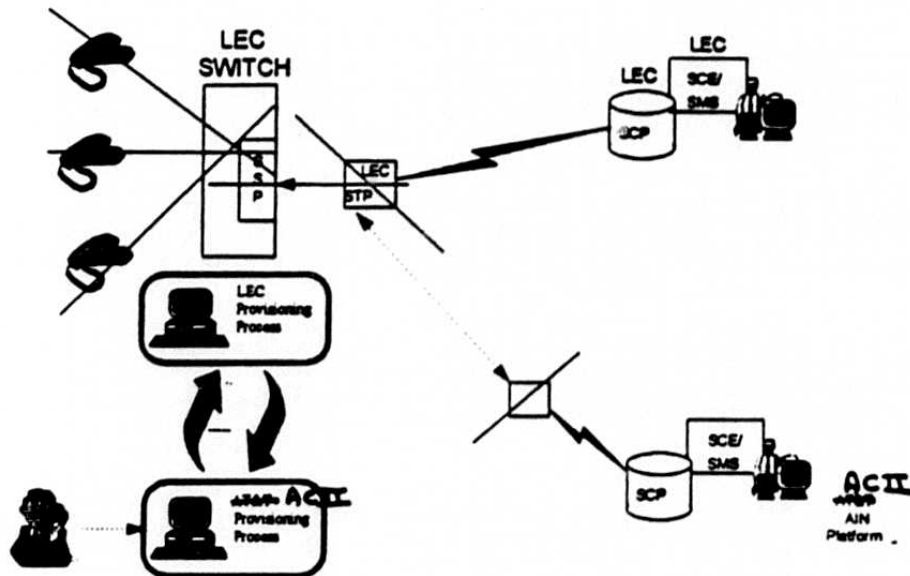 LEC
SWITCH
S
S
P
LEC
STP
LEC
SCP
LEC
SCE/
SMS
LEC
Provisioning
Process
ACII
Provisioning
Process
SCP
SCE/
SMS
ACII
AIN
Platform